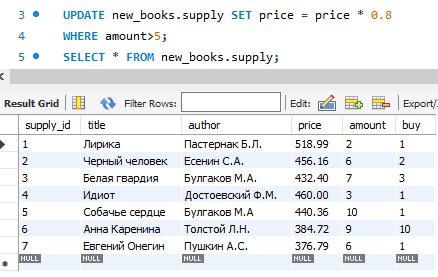 3 UPDATE new_books.supply SET price = price * 0.8
4 WHERE amount>5;
5 SELECT * FROM new_books.supply;
Result Grid Filter Rows: Edit: Export/
supply_id title author price amount buy
1 Лирика Пастернак Б.Л. 518.99 2 1
2 Черный человек Есенин С.А. 456.16 6 2
3 Белая гвардия Булгаков М.А. 432.40 7 3
4 Идиот Достоевский Ф.М. 460.00 3 1
5 Собачье сердце Булгаков М.А 440.36 10 1
6 Анна Каренина Толстой Л.Н. 384.72 9 10
7 Евгений Онегин Пушкин А.С. 376.79 6 1
NULL NULL NULL NULL NULL NULL